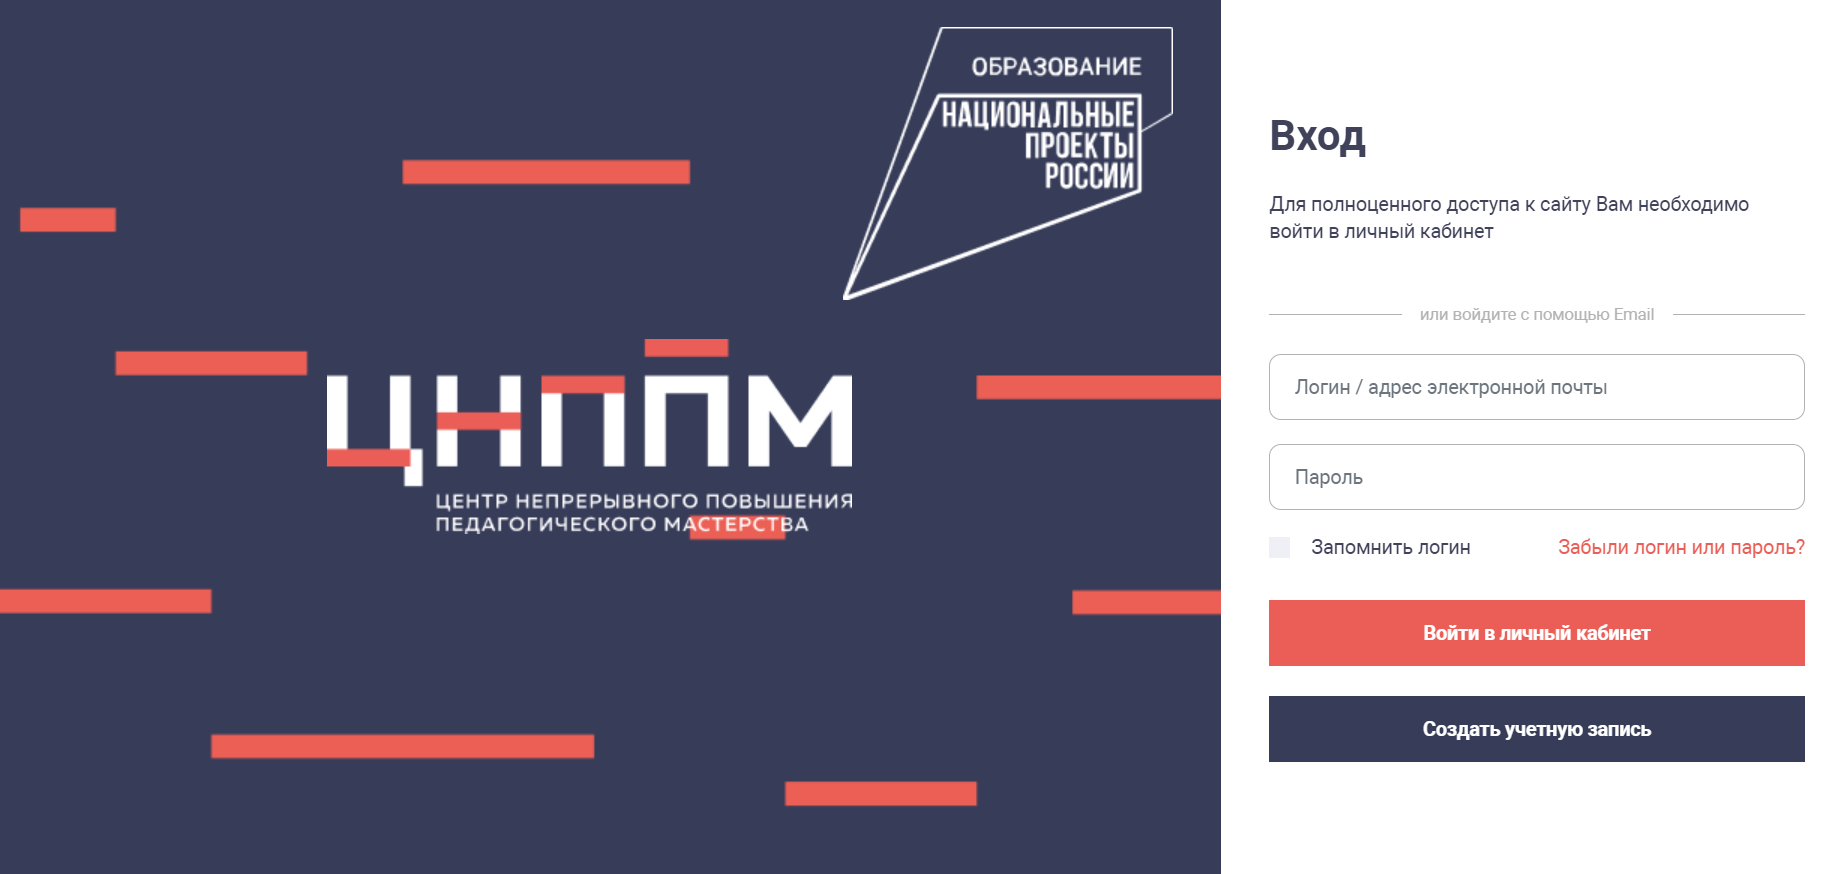 ОБРАЗОВАНИЕ
НАЦИОНАЛЬНЫЕ
ПРОЕКТЫ
РОССИИ
ЦНППМ
ЦЕНТР НЕПРЕРЫВНОГО ПОВЫШЕНИЯ
ПЕДАГОГИЧЕСКОГО МАСТЕРСТВА
Вход
Для полноценного доступа к сайту Вам необходимо
войти в личный кабинет
или войдите с помощью Email
Логин / адрес электронной почты
Пароль
Запомнить логин
Забыли логин или пароль?
Войти в личный кабинет
Создать учетную запись